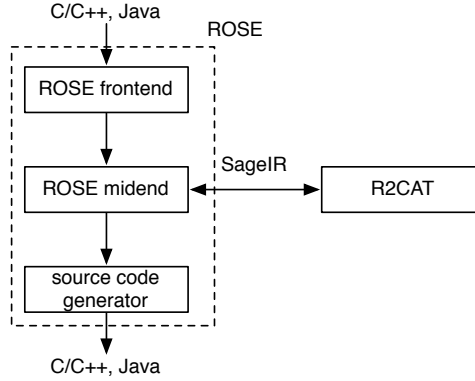 C/C++, Java
ROSE
ROSE frontend
SageIR
ROSE midend
R2CAT
source code
generator
C/C++, Java